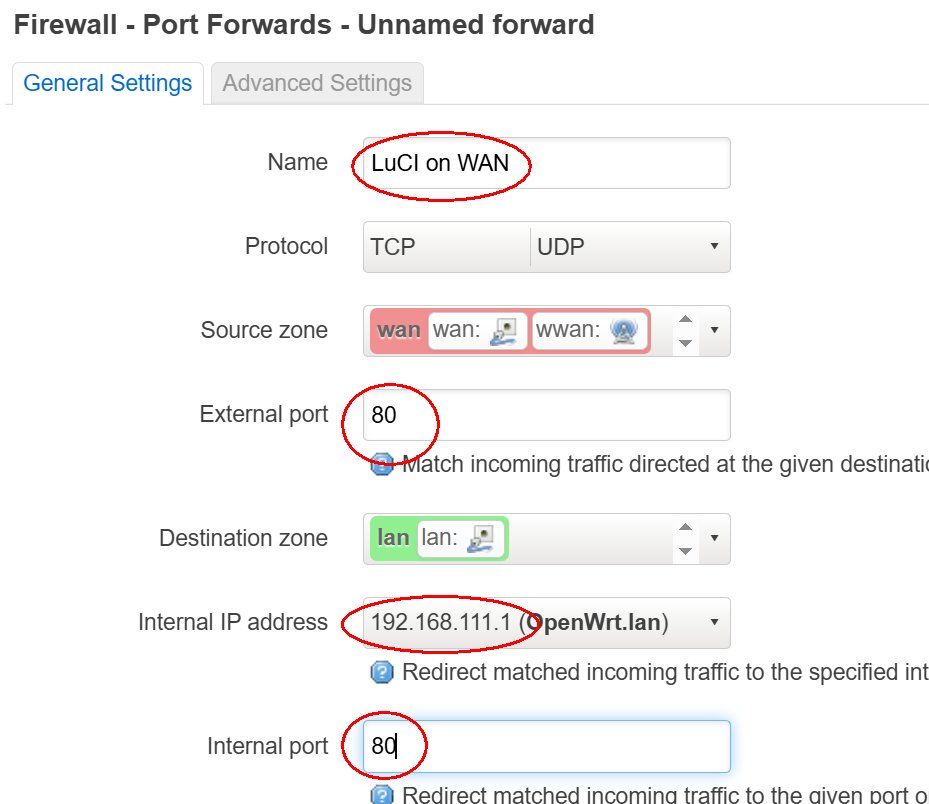 Firewall - Port Forwards - Unnamed forward
General Settings Advanced Settings
Name LuCI on WAN
Protocol TCP UDP
Source zone wan wan: wwan:
External port 80
Match incoming traffic directed at the given destinatio
Destination zone lan lan:
Internal IP address 192.168.111.1 (OpenWrt.lan)
Redirect matched incoming traffic to the specified int
Internal port 80
Redirect matched incoming traffic to the given port o